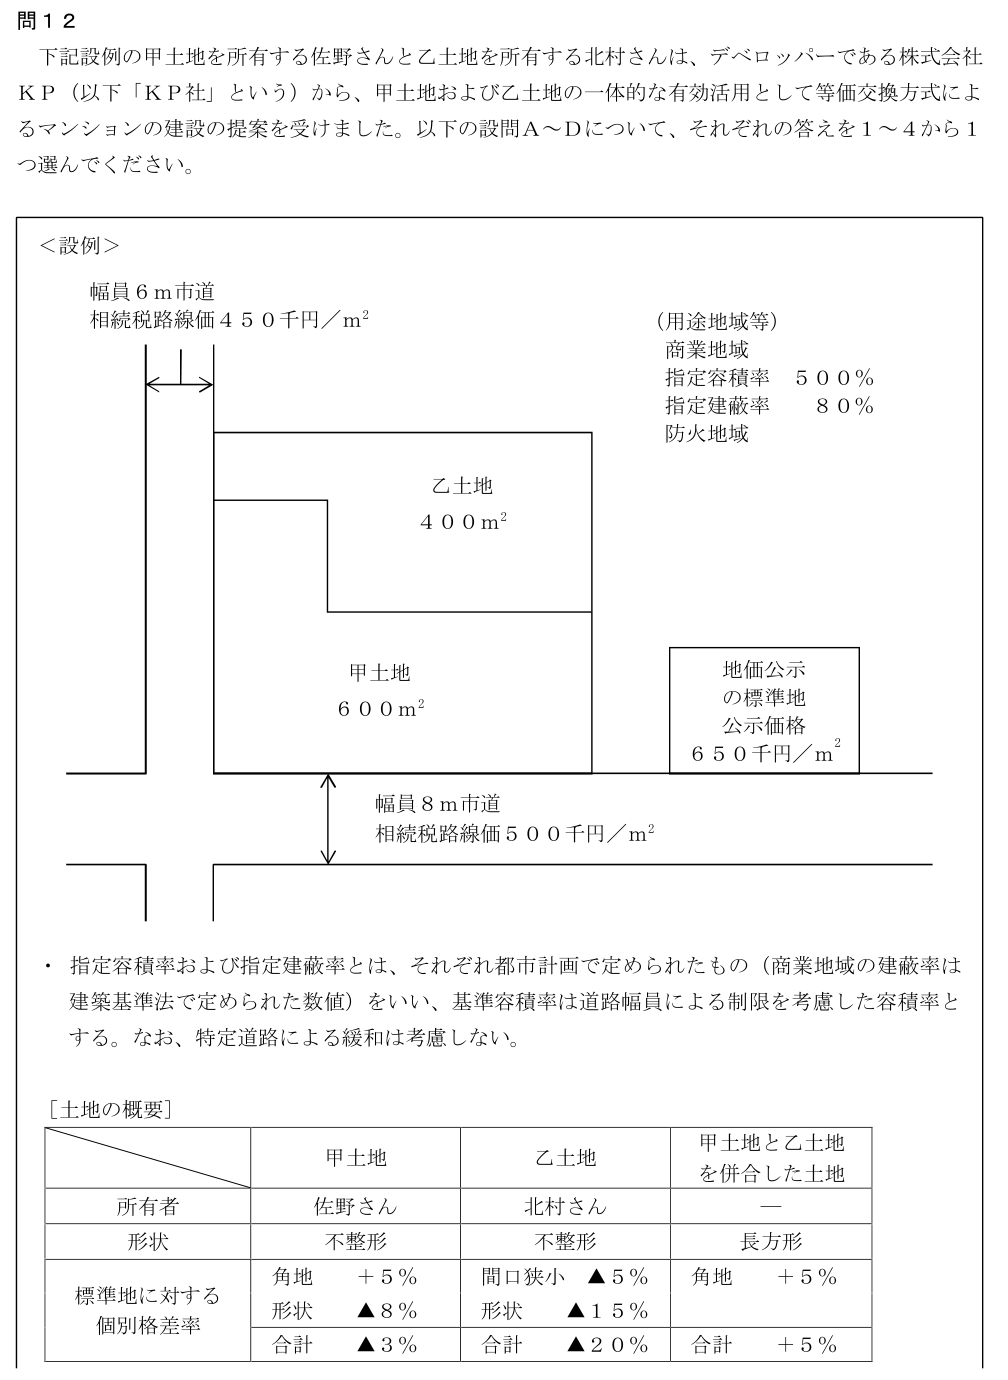 問１２
下記設例の甲土地を所有する佐野さんと乙土地を所有する北村さんは、デベロッパーである株式会社
ＫＰ（以下「ＫＰ社」という）から、甲土地および乙土地の一体的な有効活用として等価交換方式によ
るマンションの建設の提案を受けました。以下の設問Ａ～Ｄについて、それぞれの答えを１～４から１
つ選んでください。
＜設例＞
幅員６ｍ市道
相続税路線価４５０千円／m²
（用途地域等）
商業地域
指定容積率　５００％
指定建蔽率　８０％
防火地域
乙土地
４００m²
甲土地
６００m²
地価公示
の標準地
公示価格
６５０千円／m²
幅員８ｍ市道
相続税路線価５００千円／m²
・ 指定容積率および指定建蔽率とは、それぞれ都市計画で定められたもの（商業地域の建蔽率は
建築基準法で定められた数値）をいい、基準容積率は道路幅員による制限を考慮した容積率と
する。なお、特定道路による緩和は考慮しない。
［土地の概要］
甲土地　乙土地　甲土地と乙土地
を併合した土地
所有者　佐野さん　北村さん　―
形状　不整形　不整形　長方形
標準地に対する
個別格差率
角地　＋５％　間口狭小　▲５％　角地　＋５％
形状　▲８％　形状　▲１５％
合計　▲３％　合計　▲２０％　合計　＋５％